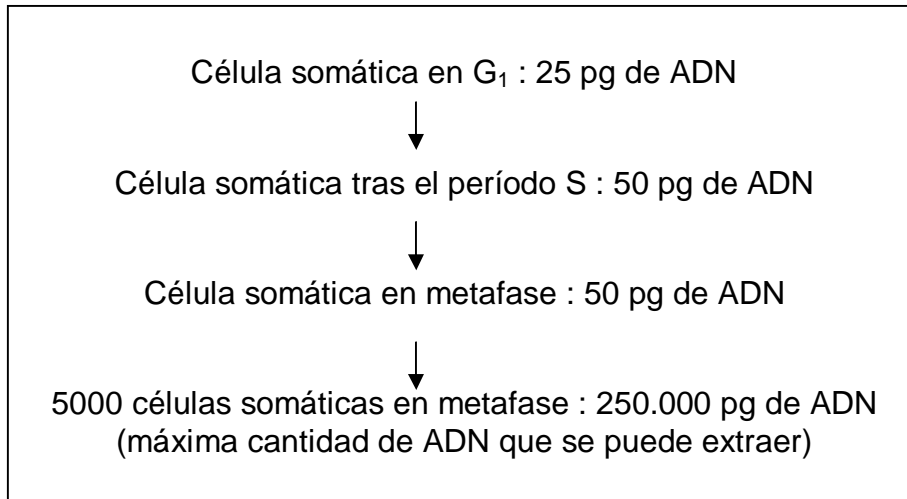 Célula somática en G₁ : 25 pg de ADN
Célula somática tras el período S : 50 pg de ADN
Célula somática en metafase : 50 pg de ADN
5000 células somáticas en metafase : 250.000 pg de ADN
(máxima cantidad de ADN que se puede extraer)